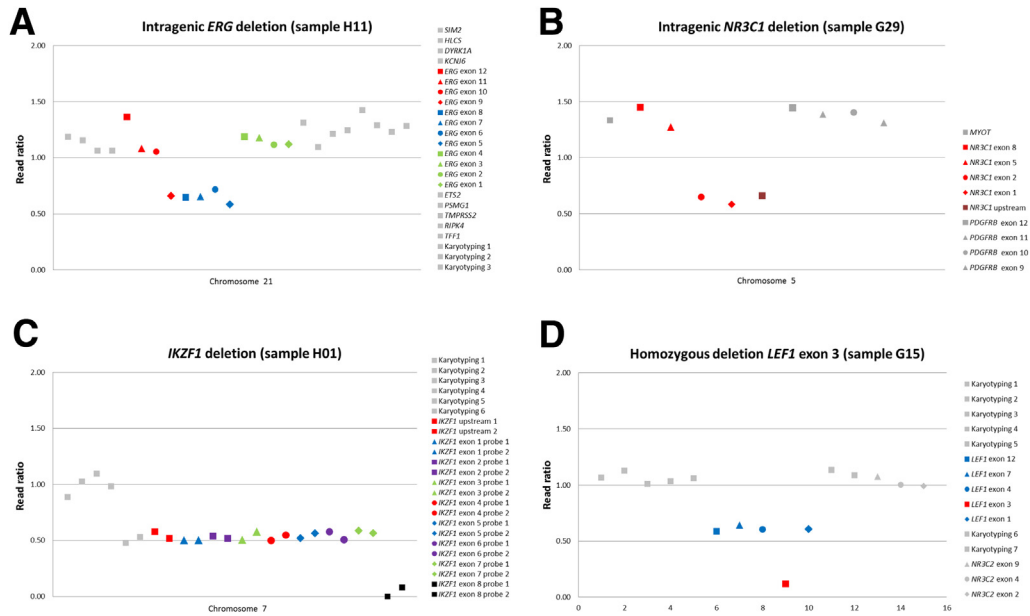 A
Intragenic ERG deletion (sample H11)
2.00
1.50
1.00
0.50
0.00
Read ratio
Chromosome 21
SIM2
HLCS
DYRK1A
KCNJ6
ERG exon 12
ERG exon 11
ERG exon 10
ERG exon 9
ERG exon 8
ERG exon 7
ERG exon 6
ERG exon 5
ERG exon 4
ERG exon 3
ERG exon 2
ERG exon 1
ETS2
PSMG1
TMPRSS2
RIPK4
TFF1
Karyotyping 1
Karyotyping 2
Karyotyping 3
B
Intragenic NR3C1 deletion (sample G29)
2.00
1.50
1.00
0.50
0.00
Read ratio
Chromosome 5
MYOT
NR3C1 exon 8
NR3C1 exon 5
NR3C1 exon 2
NR3C1 exon 1
NR3C1 upstream
PDGFRB exon 12
PDGFRB exon 11
PDGFRB exon 10
PDGFRB exon 9
C
IKZF1 deletion (sample H01)
2.00
1.50
1.00
0.50
0.00
Read ratio
Chromosome 7
Karyotyping 1
Karyotyping 2
Karyotyping 3
Karyotyping 4
Karyotyping 5
Karyotyping 6
IKZF1 upstream 1
IKZF1 upstream 2
IKZF1 exon 1 probe 1
IKZF1 exon 1 probe 2
IKZF1 exon 2 probe 1
IKZF1 exon 2 probe 2
IKZF1 exon 3 probe 1
IKZF1 exon 3 probe 2
IKZF1 exon 4 probe 1
IKZF1 exon 4 probe 2
IKZF1 exon 5 probe 1
IKZF1 exon 5 probe 2
IKZF1 exon 6 probe 1
IKZF1 exon 6 probe 2
IKZF1 exon 7 probe 1
IKZF1 exon 7 probe 2
IKZF1 exon 8 probe 1
IKZF1 exon 8 probe 2
D
Homozygous deletion LEF1 exon 3 (sample G15)
2.00
1.50
1.00
0.50
0.00
Read ratio
0 2 4 6 8 10 12 14 16
Karyotyping 1
Karyotyping 2
Karyotyping 3
Karyotyping 4
Karyotyping 5
LEF1 exon 12
LEF1 exon 7
LEF1 exon 4
LEF1 exon 3
LEF1 exon 1
Karyotyping 6
Karyotyping 7
NR3C2 exon 9
NR3C2 exon 4
NR3C2 exon 2